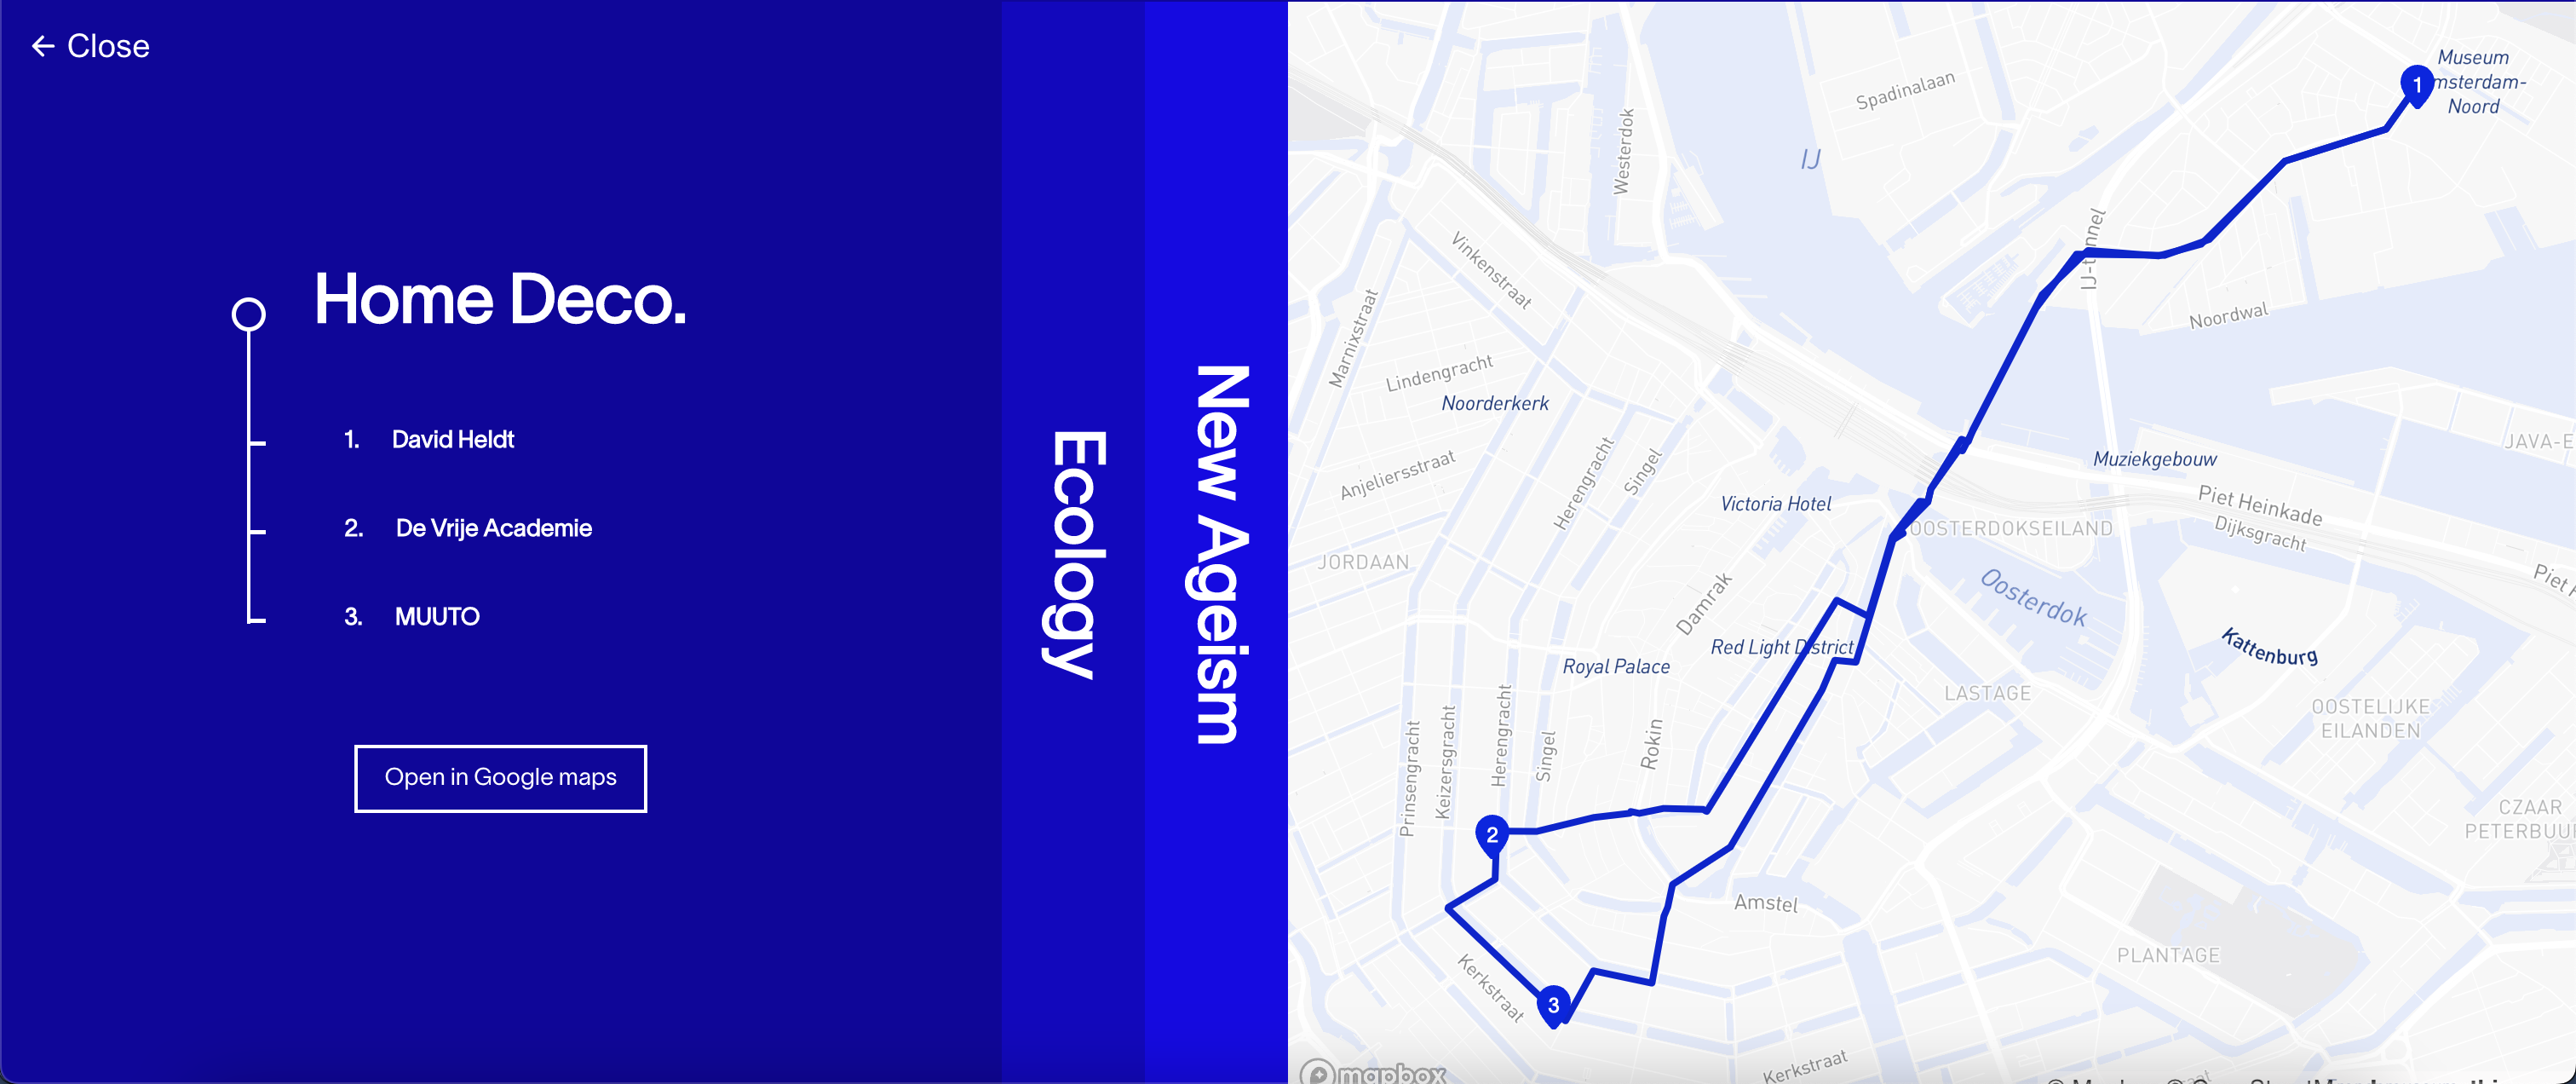 ← Close
Home Deco.
1. David Heldt
2. De Vrije Academie
3. MUUTO
Open in Google maps
Ecology
New Ageism
Museum
msterdam-
Noord
1
Spadinalaan
Westerdok
IJ
IJ-t nnel
Vinkenstraat
Noordwal
Marnixstraat
Lindengracht
Noorderkerk
JAVA-E
Muziekgebouw
Anjeliersstraat
Herengracht
Singel
Victoria Hotel
Piet Heinkade
Dijksgracht
OOSTERDOKSEILAND
JORDAAN
Piet
Oosterdok
Damrak
Red Light District
Royal Palace
Kattenburg
LASTAGE
OOSTELIJKE
EILANDEN
Prinsengracht
Keizersgracht
Herengracht
Singel
Rokin
CZAAR
PETERBUU
2
Amstel
PLANTAGE
Kerkstraat
3
Kerkstraat
mapbox